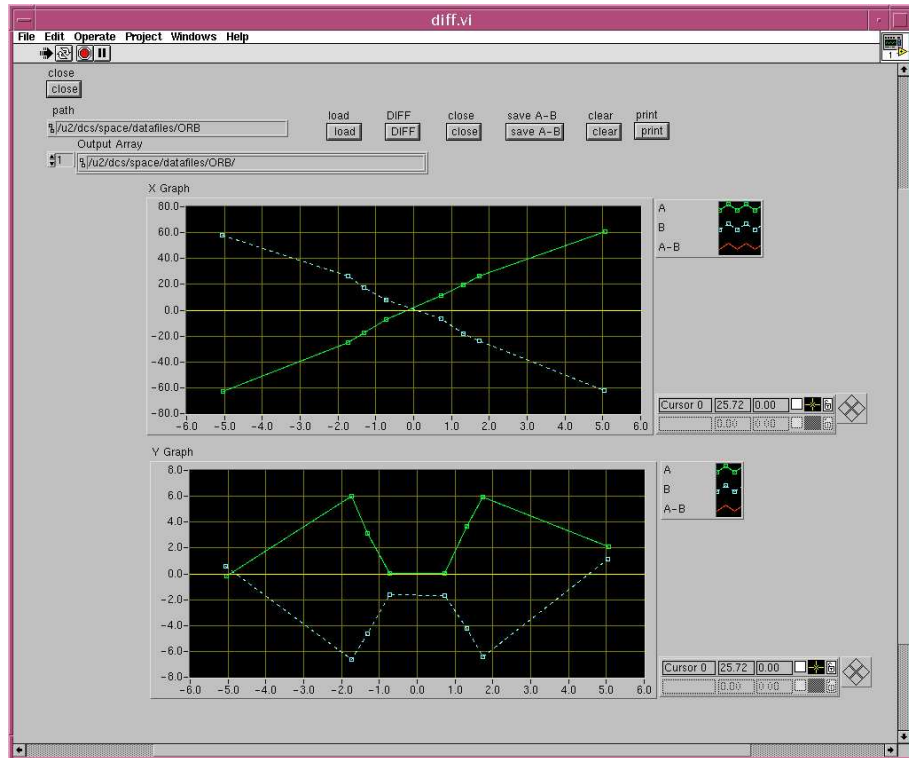 diff.vi
File Edit Operate Project Windows Help
1
close
close
path
%/u2/dcs/space/datafiles/ORB
load DIFF close save A-B clear print
load DIFF close save A-B clear print
Output Array
1 %/u2/dcs/space/datafiles/ORB/
X Graph
80.0-
60.0-
40.0-
20.0-
0.0-
-20.0-
-40.0-
-60.0-
-80.0-
-6.0 -5.0 -4.0 -3.0 -2.0 -1.0 0.0 1.0 2.0 3.0 4.0 5.0 6.0
A
B
A-B
Cursor 0 25.72 0.00
0.00 0.00
Y Graph
8.0-
6.0-
4.0-
2.0-
0.0-
-2.0-
-4.0-
-6.0-
-8.0-
-6.0 -5.0 -4.0 -3.0 -2.0 -1.0 0.0 1.0 2.0 3.0 4.0 5.0 6.0
A
B
A-B
Cursor 0 25.72 0.00
0.00 0.00